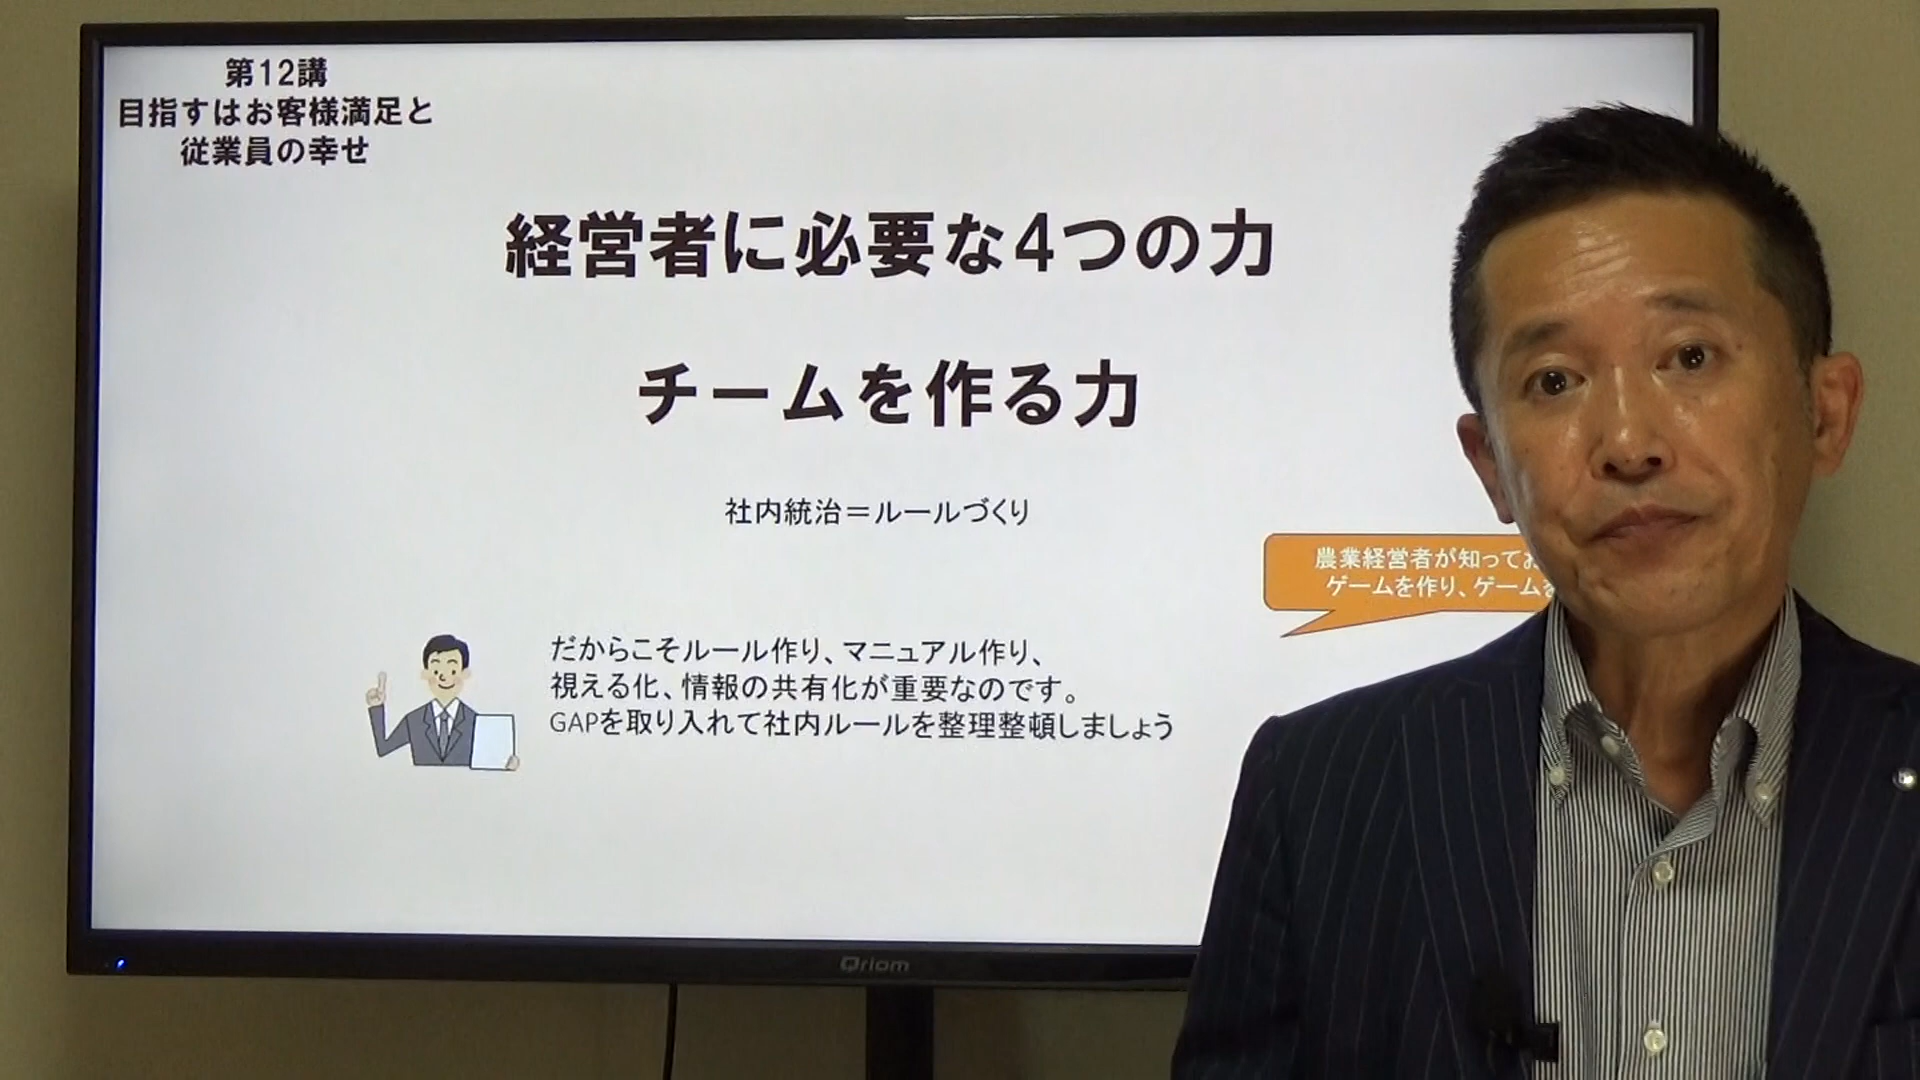 第12講
目指すはお客様満足と
従業員の幸せ
経営者に必要な4つの力
チームを作る力
社内統治＝ルールづくり
農業経営者が知って
ゲームを作り、ゲーム
だからこそルール作り、マニュアル作り、
視える化、情報の共有化が重要なのです。
GAPを取り入れて社内ルールを整理整頓しましょう
Qriom